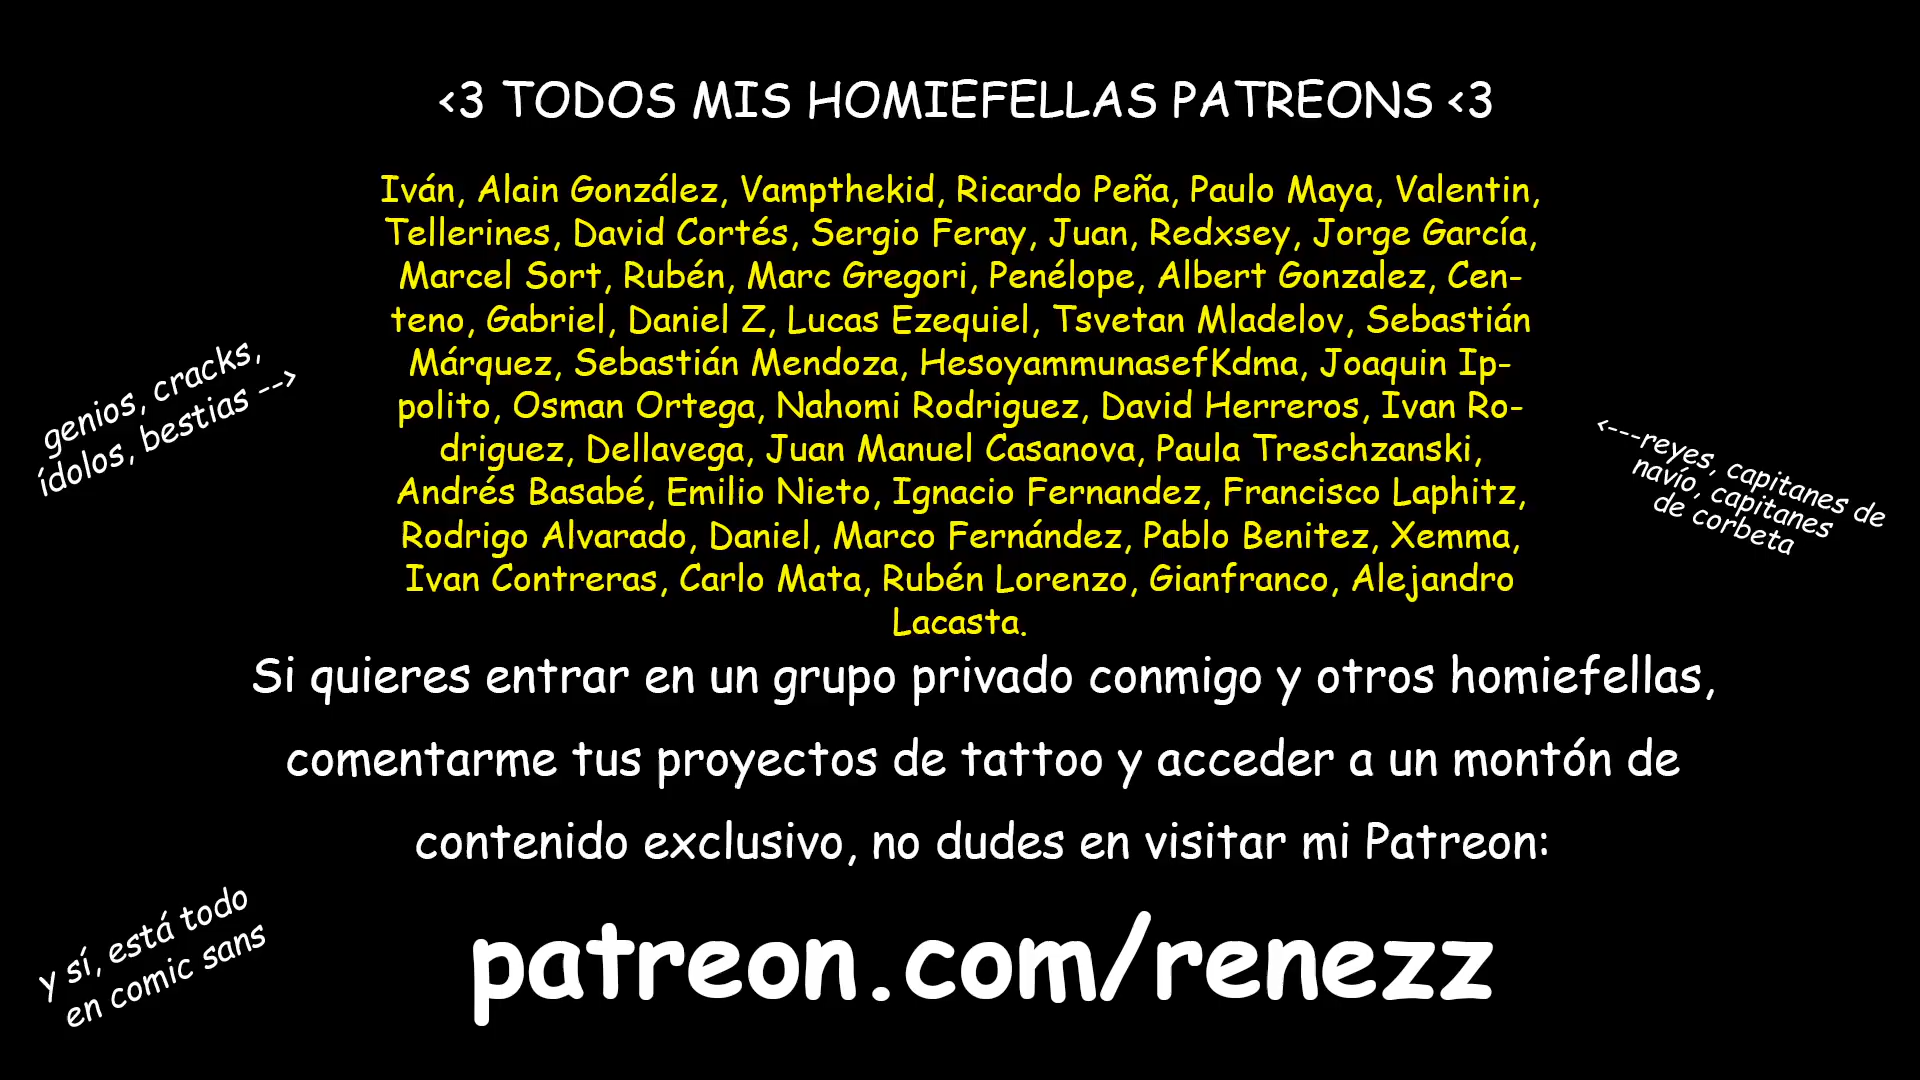 <3 TODOS MIS HOMIEFELLAS PATREONS <3
Iván, Alain González, Vampthekid, Ricardo Peña, Paulo Maya, Valentin,
Tellerines, David Cortés, Sergio Feray, Juan, Redxsey, Jorge García,
Marcel Sort, Rubén, Marc Gregori, Penélope, Albert Gonzalez, Cen-
teno, Gabriel, Daniel Z, Lucas Ezequiel, Tsvetan Mladelov, Sebastián
Márquez, Sebastián Mendoza, HesoyammunasefKdma, Joaquin Ip-
polito, Osman Ortega, Nahomi Rodriguez, David Herreros, Ivan Ro-
driguez, Dellavega, Juan Manuel Casanova, Paula Treschzanski,
Andrés Basabé, Emilio Nieto, Ignacio Fernandez, Francisco Laphitz,
Rodrigo Alvarado, Daniel, Marco Fernández, Pablo Benitez, Xemma,
Ivan Contreras, Carlo Mata, Rubén Lorenzo, Gianfranco, Alejandro
Lacasta.
genios, cracks,
ídolos, bestias -->
<---reyes, capitanes de
navío, capitanes
de corbeta
Si quieres entrar en un grupo privado conmigo y otros homiefellas,
comentarme tus proyectos de tattoo y acceder a un montón de
contenido exclusivo, no dudes en visitar mi Patreon:
y sí, está todo
en comic sans
patreon.com/renezz